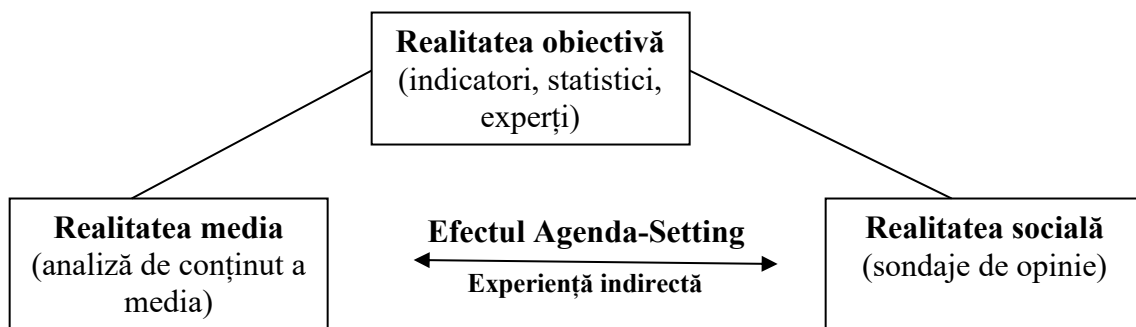 Realitatea obiectivă
(indicatori, statistici,
experți)
Realitatea media
(analiză de conținut a
media)
Efectul Agenda-Setting
Experiență indirectă
Realitatea socială
(sondaje de opinie)